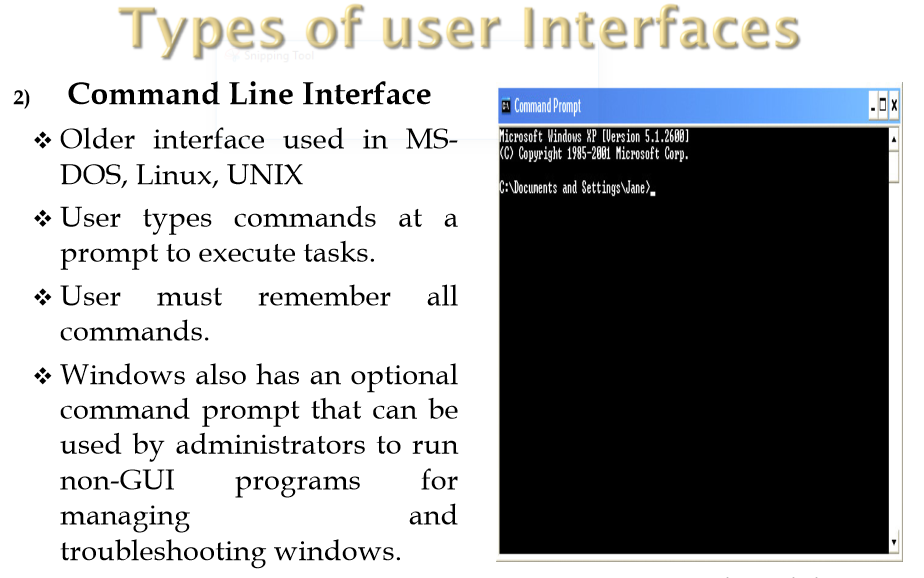 Types of user Interfaces
Snipping Tool
2) Command Line Interface
❖ Older interface used in MS-
DOS, Linux, UNIX
❖ User types commands at a
prompt to execute tasks.
❖ User must remember all
commands.
❖ Windows also has an optional
command prompt that can be
used by administrators to run
non-GUI programs for
managing and
troubleshooting windows.
Command Prompt
Microsoft Windows XP [Version 5.1.2600]
(C) Copyright 1985-2001 Microsoft Corp.
C:\Documents and Settings\Jane>_